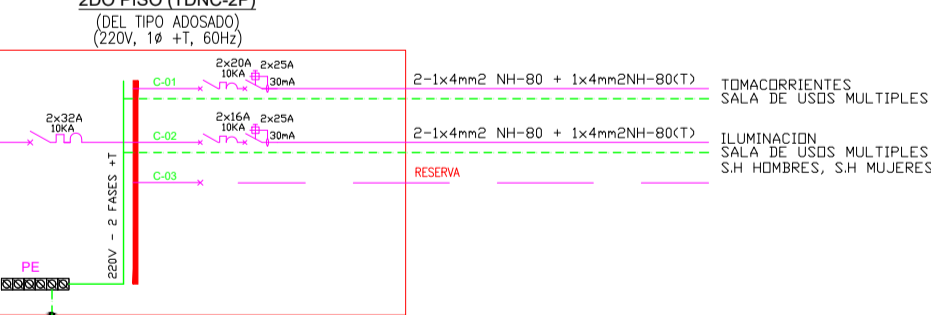 2DO PISO (TDNC-2P)
(DEL TIPO ADOSADO)
(220V, 1ø +T, 60Hz)
C-01
2x20A
10KA
2x25A
30mA
2-1x4mm2 NH-80 + 1x4mm2NH-80(T)
TOMACORRIENTES
SALA DE USOS MULTIPLES
2x32A
10KA
C-02
2x16A
10KA
2x25A
30mA
2-1x4mm2 NH-80 + 1x4mm2NH-80(T)
ILUMINACION
SALA DE USOS MULTIPLES
S.H HOMBRES, S.H MUJERES
C-03
RESERVA
220V - 2 FASES +T
PE